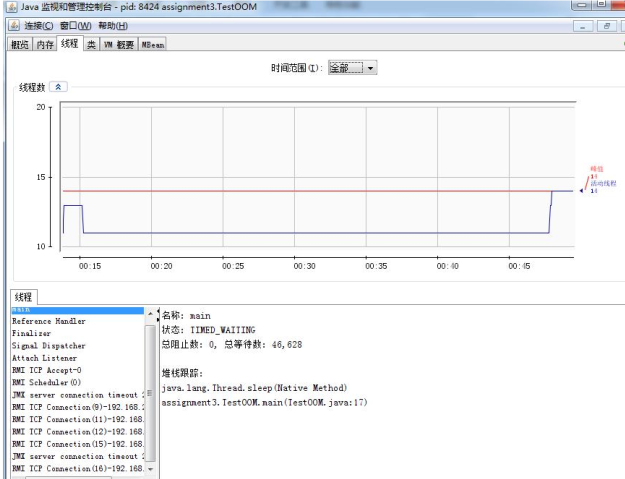 Java 监视和管理控制台 - pid: 8424 assignment3.TestOOM
连接(C) 窗口(W) 帮助(H)
概览 内存 线程 类 VM 概要 MBean
时间范围(I): 全部
线程数
20
15
10
峰值
14
活动线程
14
00:15 00:20 00:25 00:30 00:35 00:40 00:45
线程
main
Reference Handler
Finalizer
Signal Dispatcher
Attach Listener
RMI TCP Accept-0
RMI Scheduler(0)
JMX server connection timeout 2
RMI TCP Connection(9)-192.168.2
RMI TCP Connection(11)-192.168.
RMI TCP Connection(12)-192.168.
RMI TCP Connection(15)-192.168.
JMX server connection timeout 2
RMI TCP Connection(16)-192.168.
名称: main
状态: TIMED_WAITING
总阻止数: 0, 总等待数: 46,628
堆栈跟踪:
java.lang.Thread.sleep(Native Method)
assignment3.TestOOM.main(TestOOM.java:17)